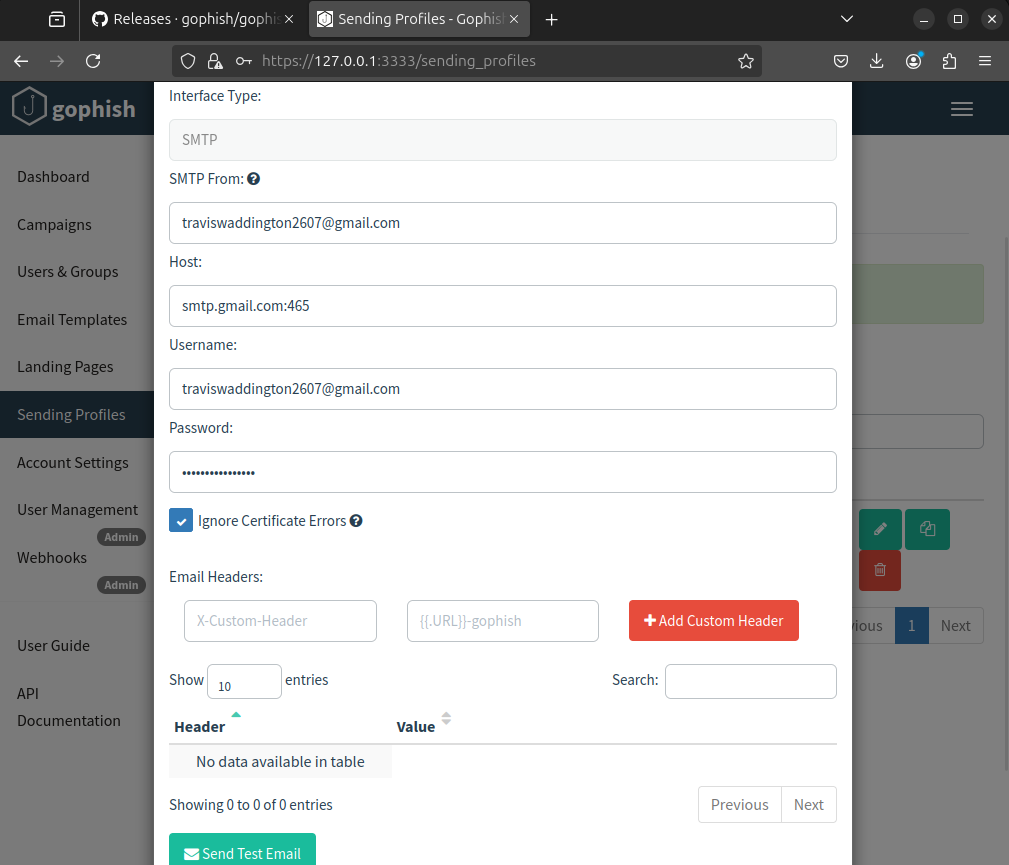 Releases · gophish/gophis
Sending Profiles - Gophis
https://127.0.0.1:3333/sending_profiles
gophish
Dashboard
Campaigns
Users & Groups
Email Templates
Landing Pages
Sending Profiles
Account Settings
User Management
Admin
Webhooks
Admin
User Guide
API
Documentation
Interface Type:
SMTP
SMTP From:
traviswaddington2607@gmail.com
Host:
smtp.gmail.com:465
Username:
traviswaddington2607@gmail.com
Password:
••••••••••••••••
Ignore Certificate Errors
Email Headers:
X-Custom-Header {{.URL}}-gophish + Add Custom Header
Show 10 entries Search:
Header Value
No data available in table
Showing 0 to 0 of 0 entries Previous Next
Send Test Email
vious 1 Next